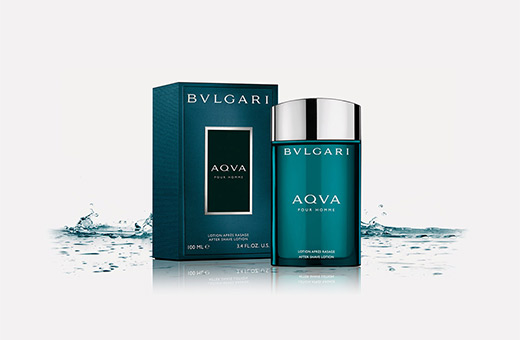 BVLGARI
AQVA
POUR HOMME
LOTION APRÈS RASAGE
AFTER SHAVE LOTION
100 ML ℮ 3.4 FL.OZ. U.S.
BVLGARI
AQVA
POUR HOMME
LOTION APRÈS RASAGE
AFTER SHAVE LOTION